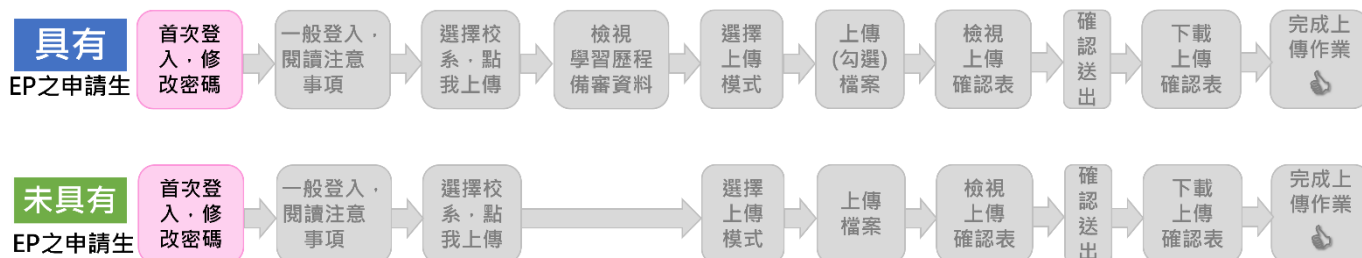 具有
EP之申請生
首次登
入，修
改密碼
一般登入，
閱讀注意
事項
選擇校
系，點
我上傳
檢視
學習歷程
備審資料
選擇
上傳
模式
上傳
(勾選)
檔案
檢視
上傳
確認表
確
認
送
出
下載
上傳
確認表
完成上
傳作業
未具有
EP之申請生
首次登
入，修
改密碼
一般登入，
閱讀注意
事項
選擇校
系，點
我上傳
選擇
上傳
模式
上傳
檔案
檢視
上傳
確認表
確
認
送
出
下載
上傳
確認表
完成上
傳作業